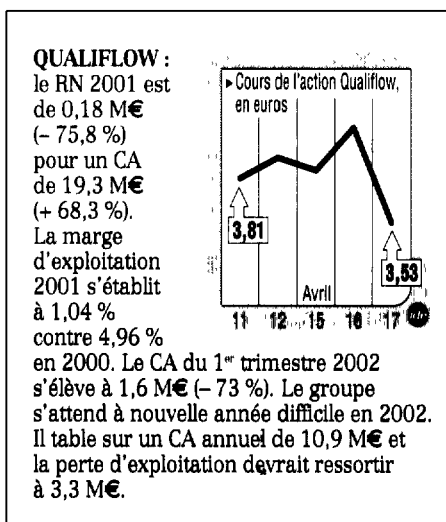 QUALIFLOW :
le RN 2001 est
de 0,18 M€
(– 75,8 %)
pour un CA
de 19,3 M€
(+ 68,3 %).
La marge
d'exploitation
2001 s'établit
à 1,04 %
contre 4,96 %
en 2000. Le CA du 1er trimestre 2002
s'élève à 1,6 M€ (– 73 %). Le groupe
s'attend à nouvelle année difficile en 2002.
Il table sur un CA annuel de 10,9 M€ et
la perte d'exploitation devrait ressortir
à 3,3 M€.
▸ Cours de l'action Qualiflow,
en euros
3,81
3,53
Avril
11 12 15 16 17